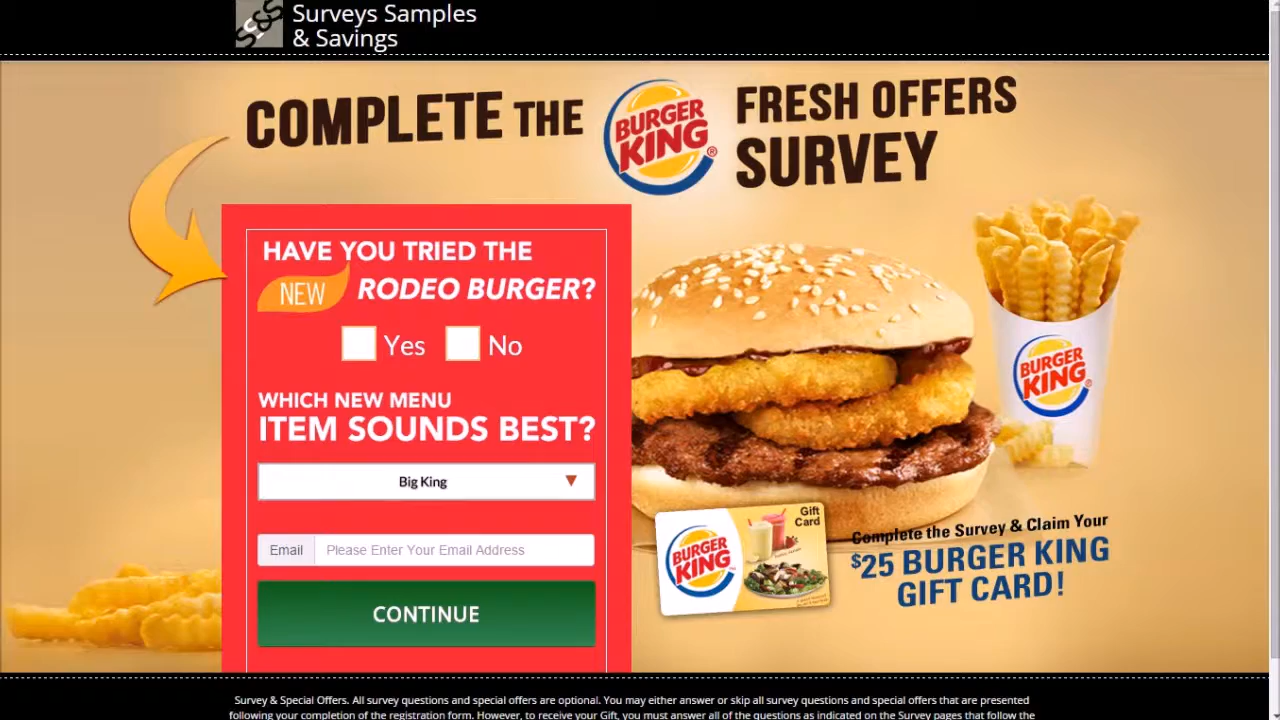 Surveys Samples
& Savings
COMPLETE THE BURGER KING® FRESH OFFERS
SURVEY
HAVE YOU TRIED THE
NEW RODEO BURGER?
Yes No
WHICH NEW MENU
ITEM SOUNDS BEST?
Big King
Email Please Enter Your Email Address
CONTINUE
BURGER
KING®
Gift
Card
BURGER
KING
Complete the Survey & Claim Your
$25 BURGER KING
GIFT CARD!
Survey & Special Offers. All survey questions and special offers are optional. You may either answer or skip all survey questions and special offers that are presented
following your completion of the registration form. However, to receive your Gift, you must answer all of the questions as indicated on the Survey pages that follow the